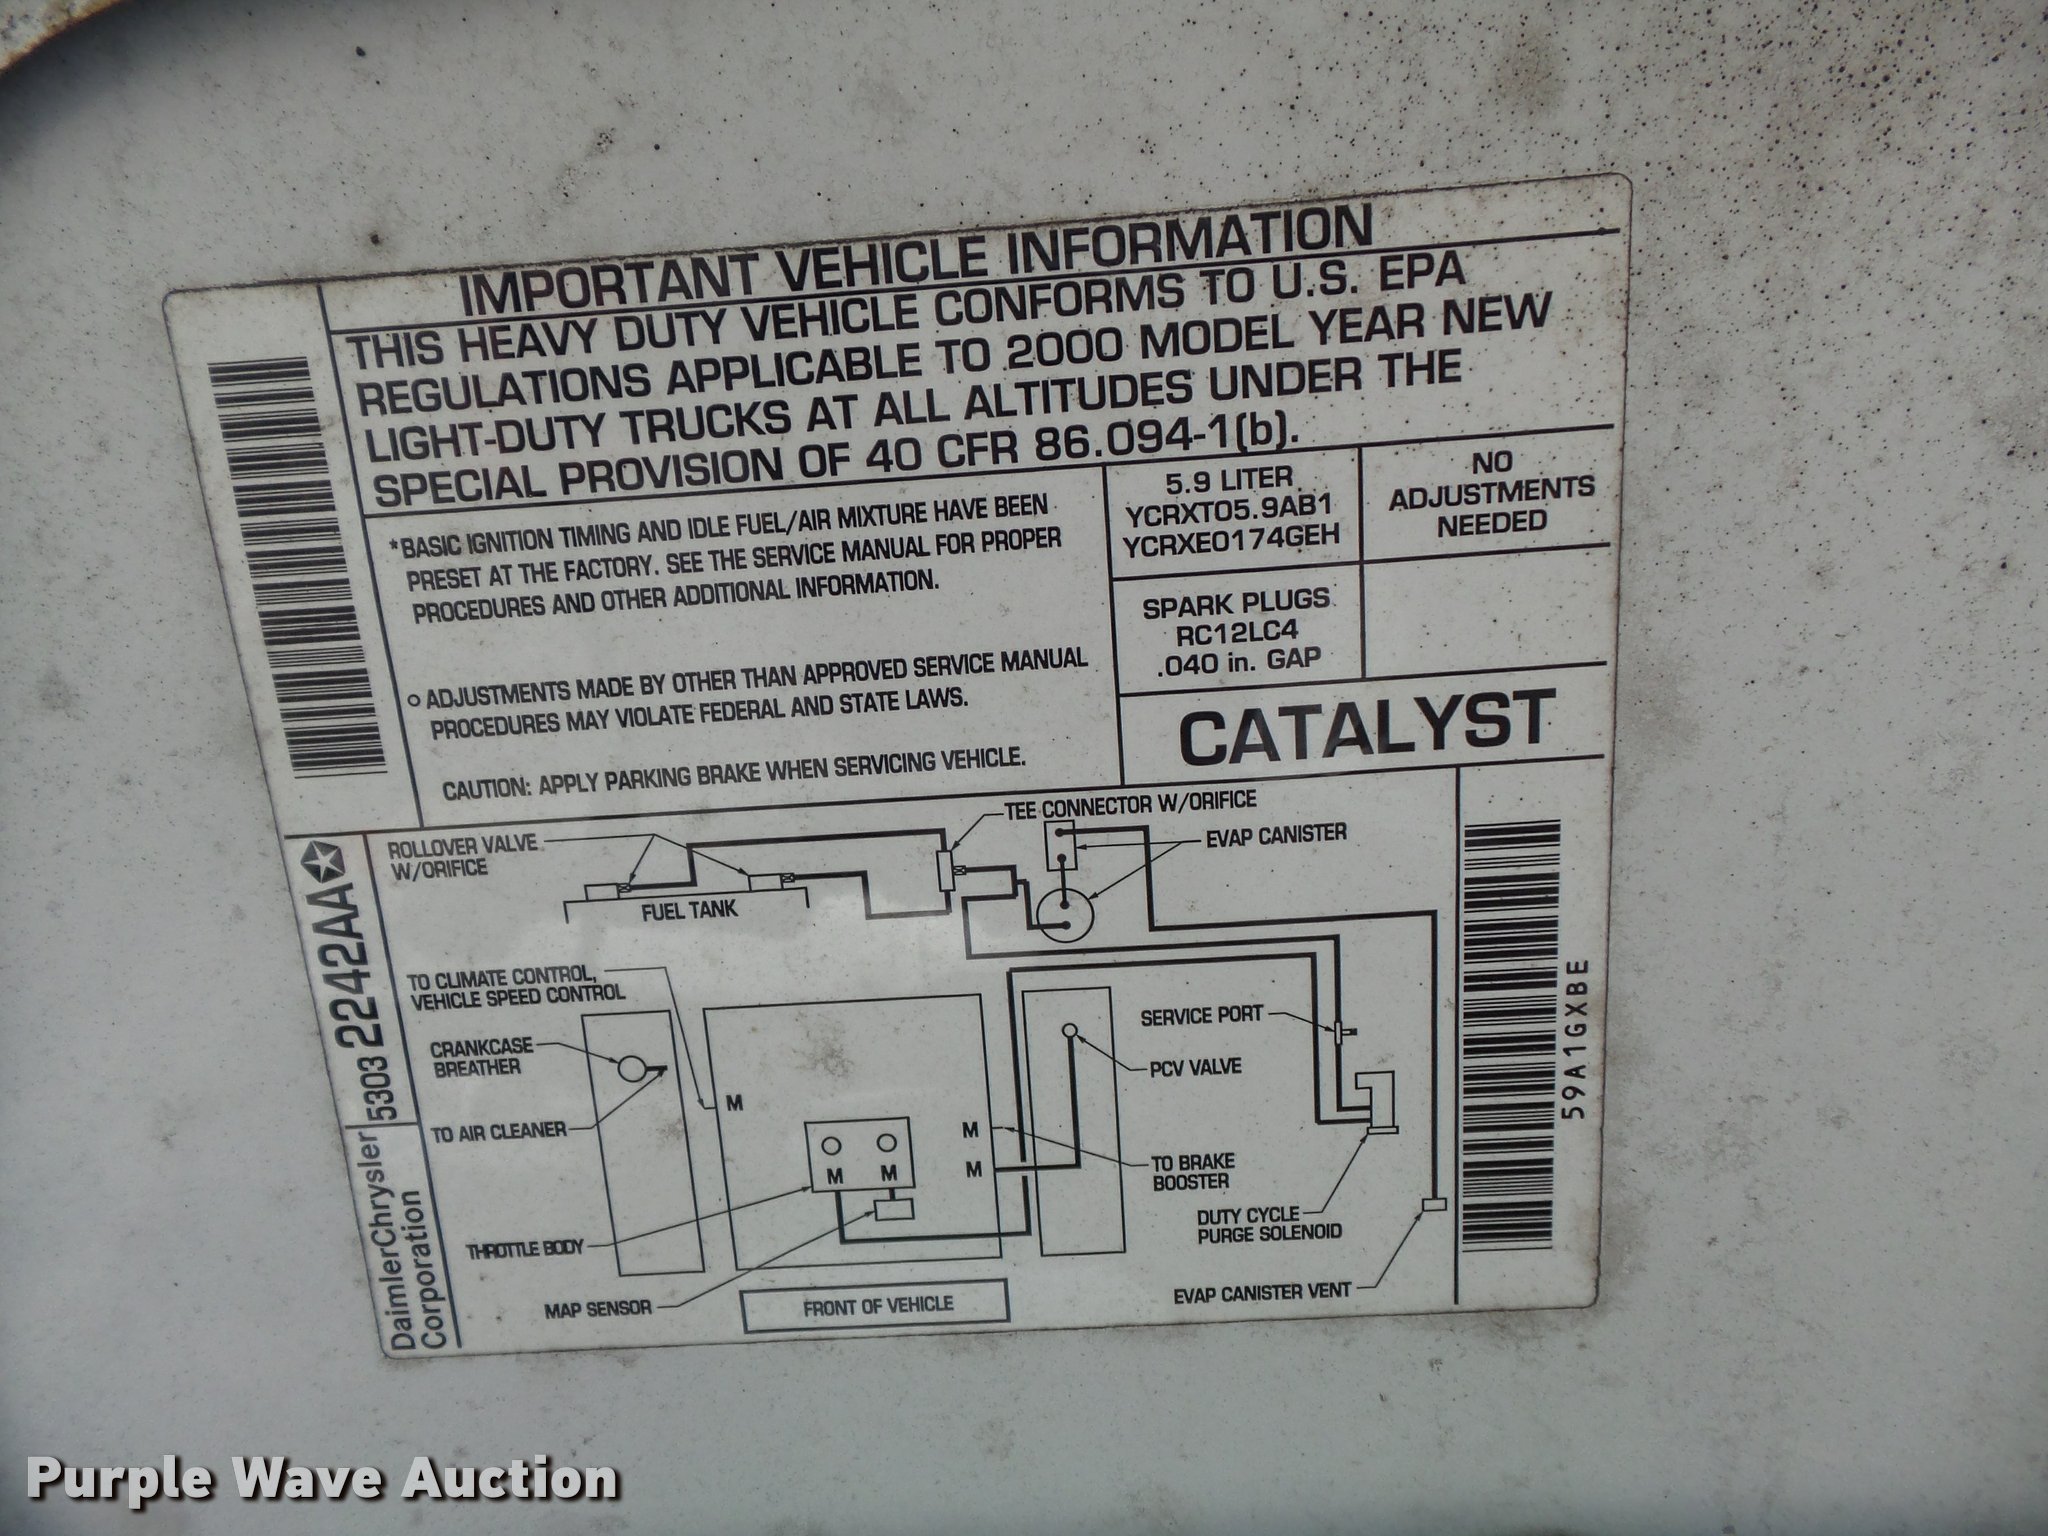 IMPORTANT VEHICLE INFORMATION
THIS HEAVY DUTY VEHICLE CONFORMS TO U.S. EPA
REGULATIONS APPLICABLE TO 2000 MODEL YEAR NEW
LIGHT-DUTY TRUCKS AT ALL ALTITUDES UNDER THE
SPECIAL PROVISION OF 40 CFR 86.094-1(b).
*BASIC IGNITION TIMING AND IDLE FUEL/AIR MIXTURE HAVE BEEN
PRESET AT THE FACTORY. SEE THE SERVICE MANUAL FOR PROPER
PROCEDURES AND OTHER ADDITIONAL INFORMATION.
o ADJUSTMENTS MADE BY OTHER THAN APPROVED SERVICE MANUAL
PROCEDURES MAY VIOLATE FEDERAL AND STATE LAWS.
CAUTION: APPLY PARKING BRAKE WHEN SERVICING VEHICLE.
5.9 LITER
YCRXT05.9AB1
YCRXE0174GEH
NO
ADJUSTMENTS
NEEDED
SPARK PLUGS
RC12LC4
.040 in. GAP
CATALYST
TEE CONNECTOR W/ORIFICE
ROLLOVER VALVE
W/ORIFICE
EVAP CANISTER
FUEL TANK
TO CLIMATE CONTROL,
VEHICLE SPEED CONTROL
SERVICE PORT
CRANKCASE
BREATHER
PCV VALVE
M
TO AIR CLEANER
M
M
M
M
TO BRAKE
BOOSTER
DUTY CYCLE
PURGE SOLENOID
THROTTLE BODY
EVAP CANISTER VENT
MAP SENSOR
FRONT OF VEHICLE
DaimlerChrysler
Corporation
5303 2242AA
59A1GXBE
Purple Wave Auction